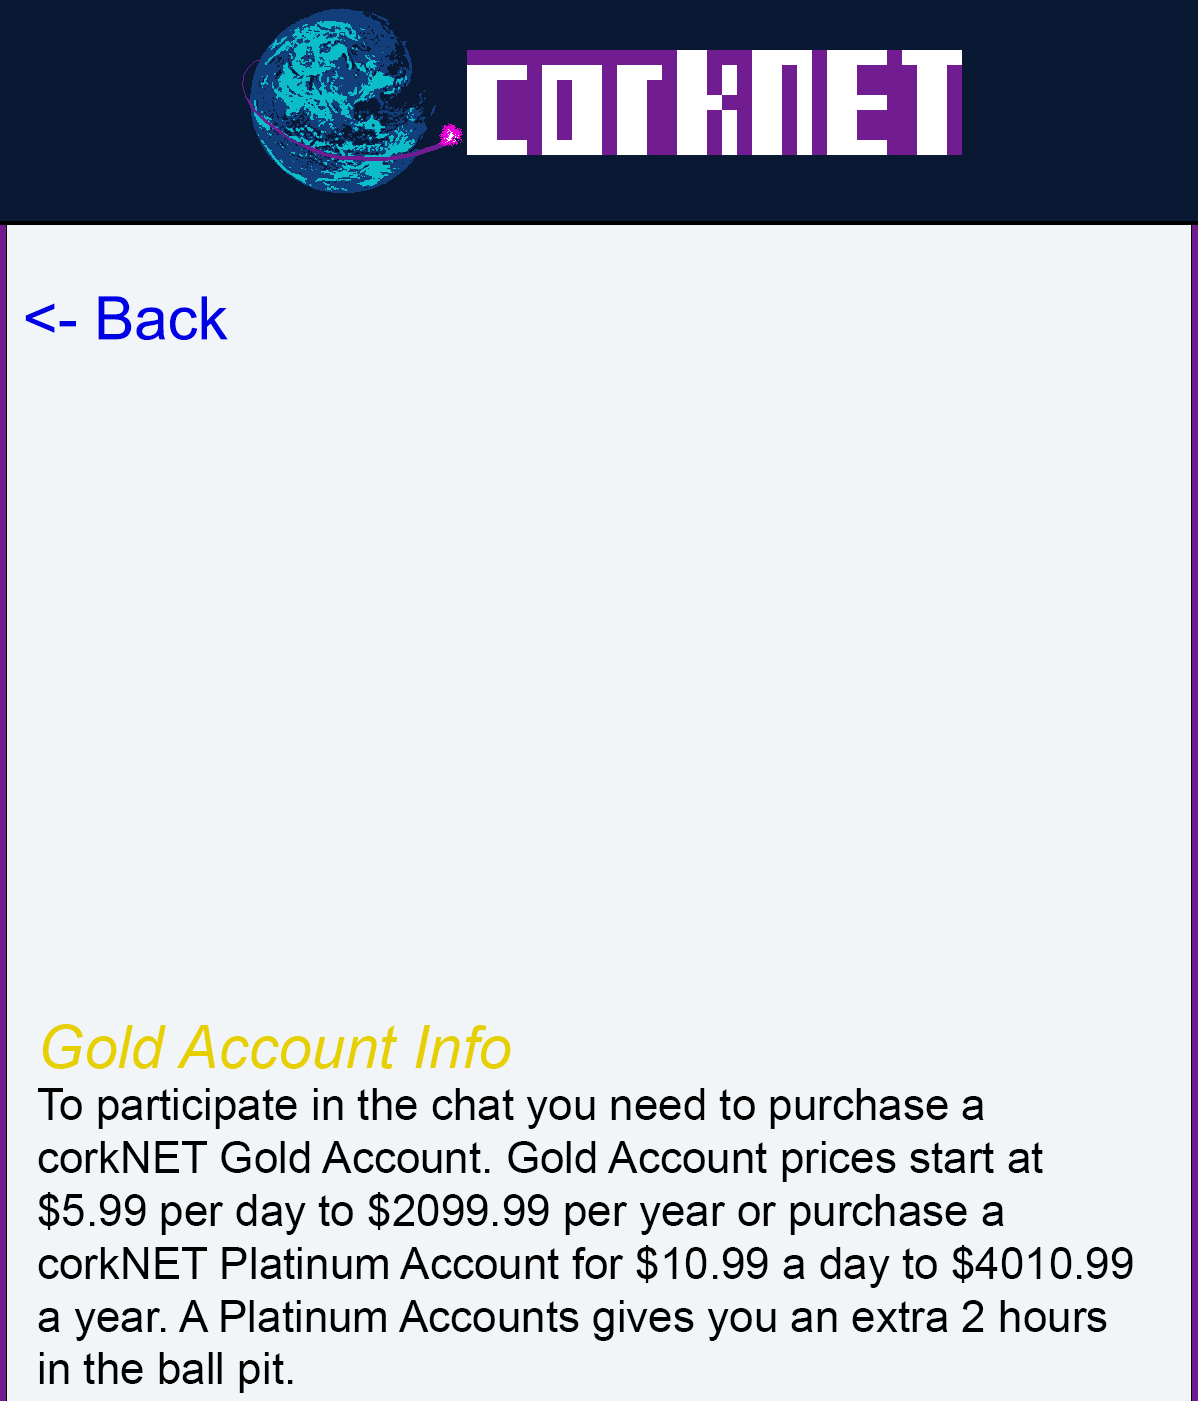 corkNET
<- Back
Gold Account Info
To participate in the chat you need to purchase a
corkNET Gold Account. Gold Account prices start at
$5.99 per day to $2099.99 per year or purchase a
corkNET Platinum Account for $10.99 a day to $4010.99
a year. A Platinum Accounts gives you an extra 2 hours
in the ball pit.